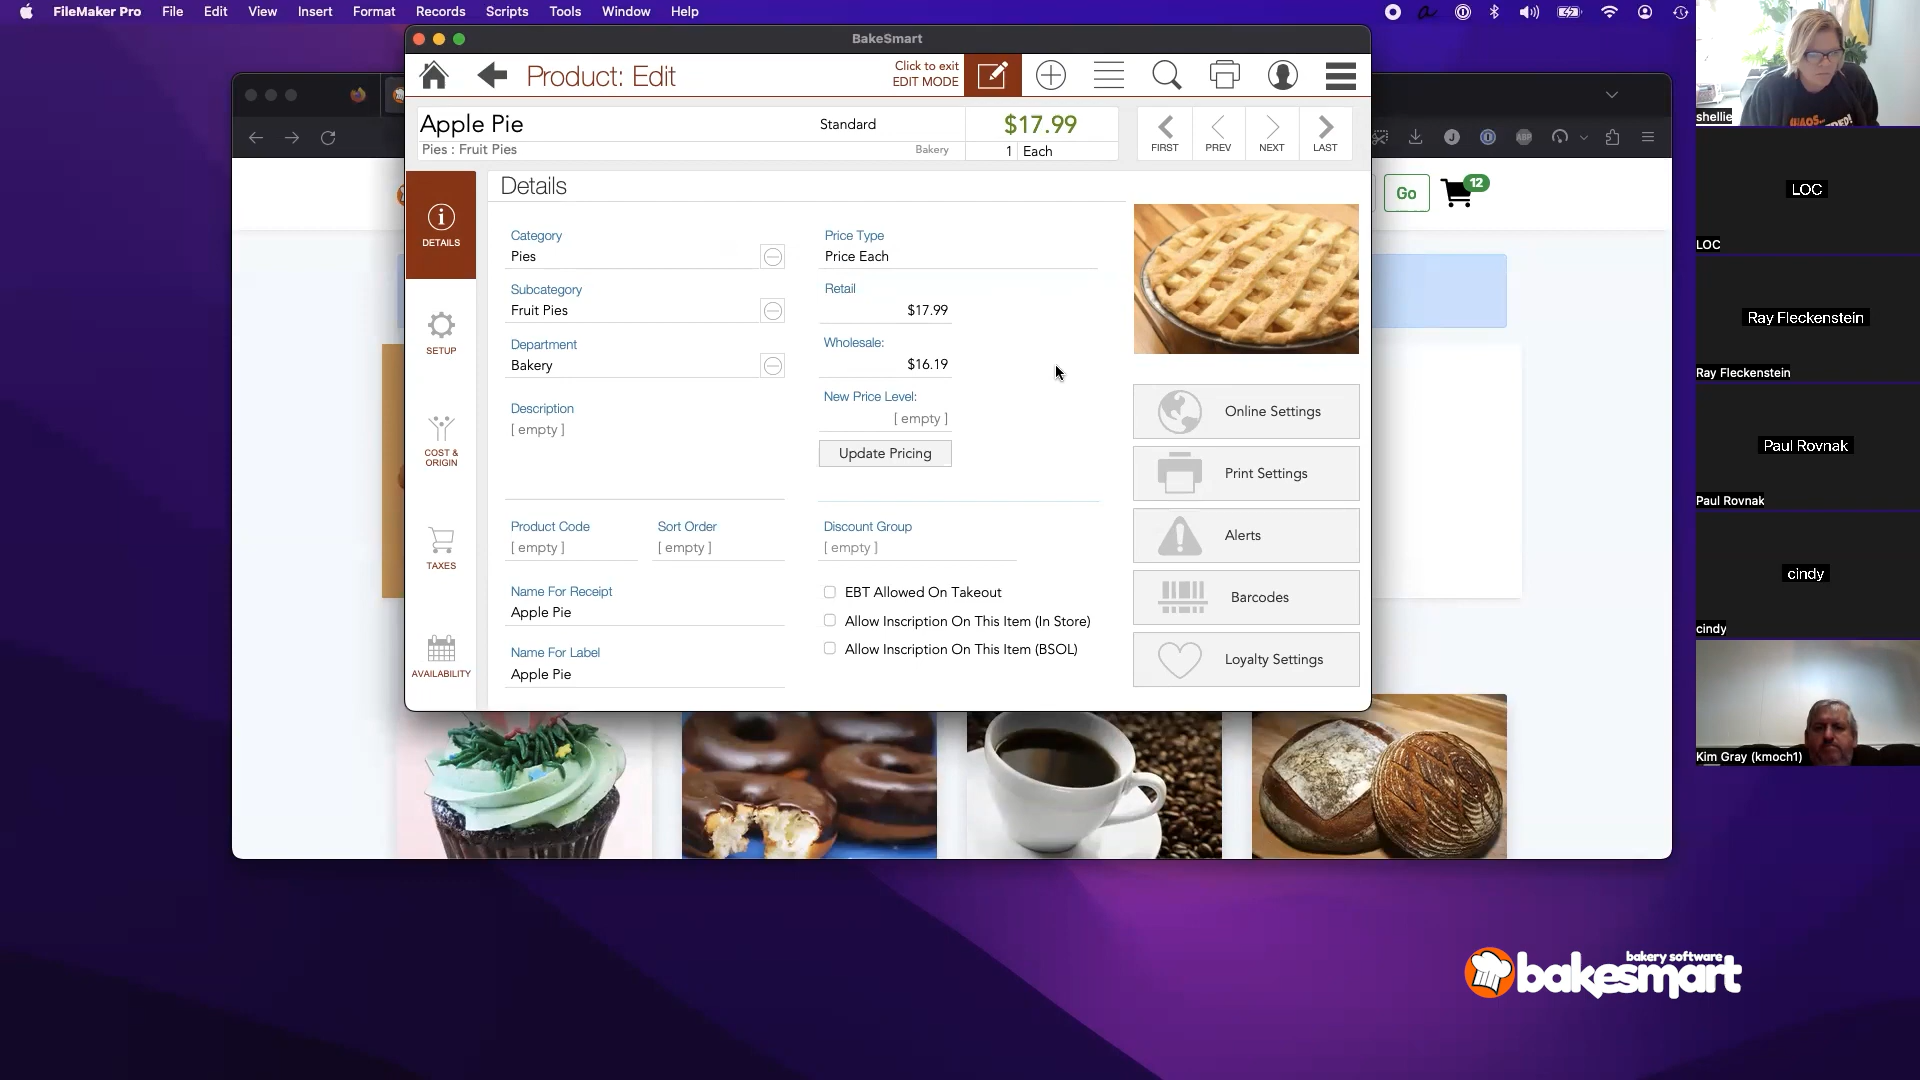 FileMaker Pro File Edit View Insert Format Records Scripts Tools Window Help
BakeSmart
Product: Edit
Click to exit
EDIT MODE
Apple Pie
Standard
$17.99
Pies : Fruit Pies
Bakery
1 Each
FIRST
PREV
NEXT
LAST
DETAILS
SETUP
COST &
ORIGIN
TAXES
AVAILABILITY
Details
Category
Pies
Subcategory
Fruit Pies
Department
Bakery
Description
[ empty ]
Product Code
[ empty ]
Sort Order
[ empty ]
Name For Receipt
Apple Pie
Name For Label
Apple Pie
Price Type
Price Each
Retail
$17.99
Wholesale:
$16.19
New Price Level:
[ empty ]
Update Pricing
Discount Group
[ empty ]
EBT Allowed On Takeout
Allow Inscription On This Item (In Store)
Allow Inscription On This Item (BSOL)
Online Settings
Print Settings
Alerts
Barcodes
Loyalty Settings
ABP
Go
12
shellie
LOC
LOC
Ray Fleckenstein
Ray Fleckenstein
Paul Rovnak
Paul Rovnak
cindy
cindy
Kim Gray (kmoch1)
bakery software
bakesmart